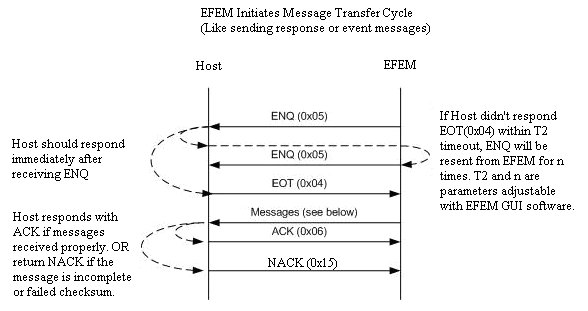 EFEM Initiates Message Transfer Cycle
(Like sending response or event messages)
Host
EFEM
ENQ (0x05)
If Host didn't respond
EOT(0x04) within T2
timeout, ENQ will be
resent from EFEM for n
times. T2 and n are
parameters adjustable
with EFEM GUI software.
Host should respond
immediately after
receiving ENQ
ENQ (0x05)
EOT (0x04)
Host responds with
ACK if messages
received properly. OR
return NACK if the
message is incomplete
or failed checksum.
Messages (see below)
ACK (0x06)
NACK (0x15)